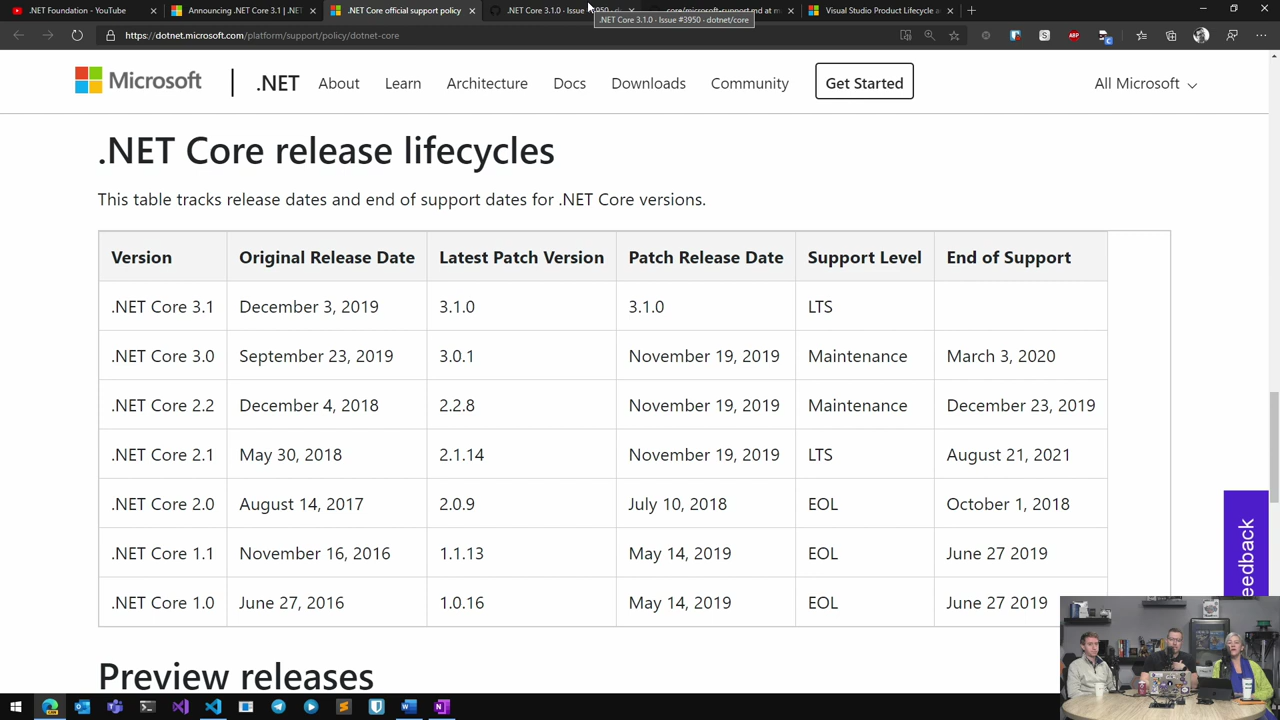 .NET Foundation - YouTube
Announcing .NET Core 3.1 | .NET
.NET Core official support policy
.NET Core 3.1.0 · Issue #3950
core/microsoft-support.md at m
Visual Studio Product Lifecycle a
.NET Core 3.1.0 · Issue #3950 · dotnet/core
https://dotnet.microsoft.com/platform/support/policy/dotnet-core
Microsoft
.NET
About
Learn
Architecture
Docs
Downloads
Community
Get Started
All Microsoft
.NET Core release lifecycles
This table tracks release dates and end of support dates for .NET Core versions.
Version Original Release Date Latest Patch Version Patch Release Date Support Level End of Support
.NET Core 3.1 December 3, 2019 3.1.0 3.1.0 LTS
.NET Core 3.0 September 23, 2019 3.0.1 November 19, 2019 Maintenance March 3, 2020
.NET Core 2.2 December 4, 2018 2.2.8 November 19, 2019 Maintenance December 23, 2019
.NET Core 2.1 May 30, 2018 2.1.14 November 19, 2019 LTS August 21, 2021
.NET Core 2.0 August 14, 2017 2.0.9 July 10, 2018 EOL October 1, 2018
.NET Core 1.1 November 16, 2016 1.1.13 May 14, 2019 EOL June 27 2019
.NET Core 1.0 June 27, 2016 1.0.16 May 14, 2019 EOL June 27 2019
Preview releases
eedback